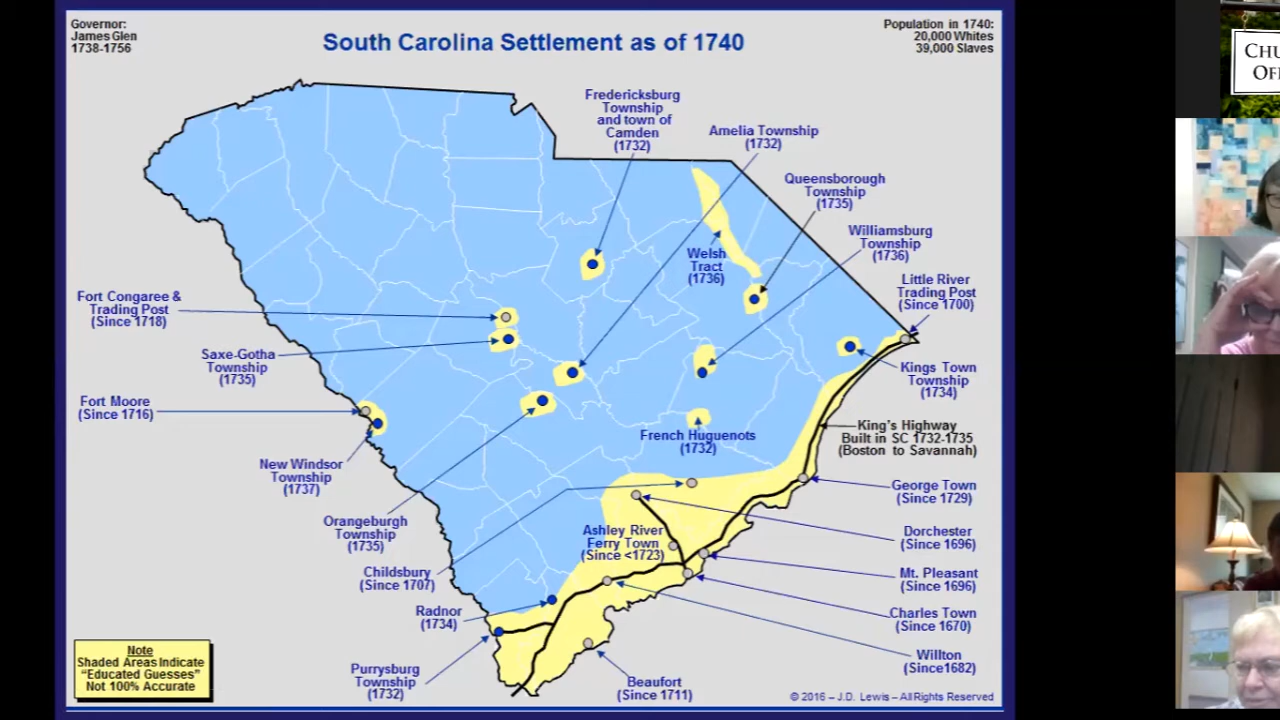 Governor:
James Glen
1738-1756
South Carolina Settlement as of 1740
Population in 1740:
20,000 Whites
39,000 Slaves
Fredericksburg
Township
and town of
Camden
(1732)
Amelia Township
(1732)
Queensborough
Township
(1735)
Williamsburg
Township
(1736)
Welsh
Tract
(1736)
Little River
Trading Post
(Since 1700)
Fort Congaree &
Trading Post
(Since 1718)
Saxe-Gotha
Township
(1735)
Kings Town
Township
(1734)
Fort Moore
(Since 1716)
King's Highway
Built in SC 1732-1735
(Boston to Savannah)
French Huguenots
(1732)
New Windsor
Township
(1737)
George Town
(Since 1729)
Orangeburgh
Township
(1735)
Ashley River
Ferry Town
(Since <1723)
Dorchester
(Since 1696)
Childsbury
(Since 1707)
Mt. Pleasant
(Since 1696)
Radnor
(1734)
Charles Town
(Since 1670)
Willton
(Since1682)
Purrysburg
Township
(1732)
Beaufort
(Since 1711)
Note
Shaded Areas Indicate
"Educated Guesses"
Not 100% Accurate
© 2016 – J.D. Lewis – All Rights Reserved
CHU
OF